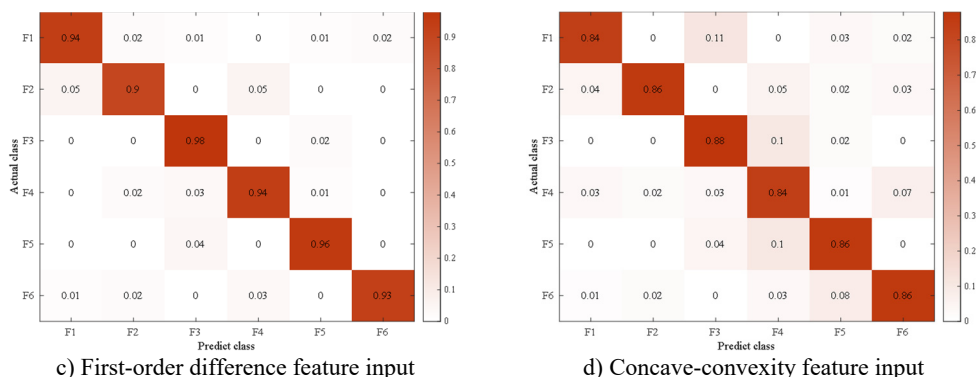 F1 0.94 0.02 0.01 0 0.01 0.02
F2 0.05 0.9 0 0.05 0 0
F3 0 0 0.98 0 0.02 0
F4 0 0.02 0.03 0.94 0.01 0
F5 0 0 0.04 0 0.96 0
F6 0.01 0.02 0 0.03 0 0.93
F1 F2 F3 F4 F5 F6
Actual class
Predict class
0.9
0.8
0.7
0.6
0.5
0.4
0.3
0.2
0.1
0
c) First-order difference feature input
F1 0.84 0 0.11 0 0.03 0.02
F2 0.04 0.86 0 0.05 0.02 0.03
F3 0 0 0.88 0.1 0.02 0
F4 0.03 0.02 0.03 0.84 0.01 0.07
F5 0 0 0.04 0.1 0.86 0
F6 0.01 0.02 0 0.03 0.08 0.86
F1 F2 F3 F4 F5 F6
Actual class
Predict class
0.8
0.7
0.6
0.5
0.4
0.3
0.2
0.1
0
d) Concave-convexity feature input